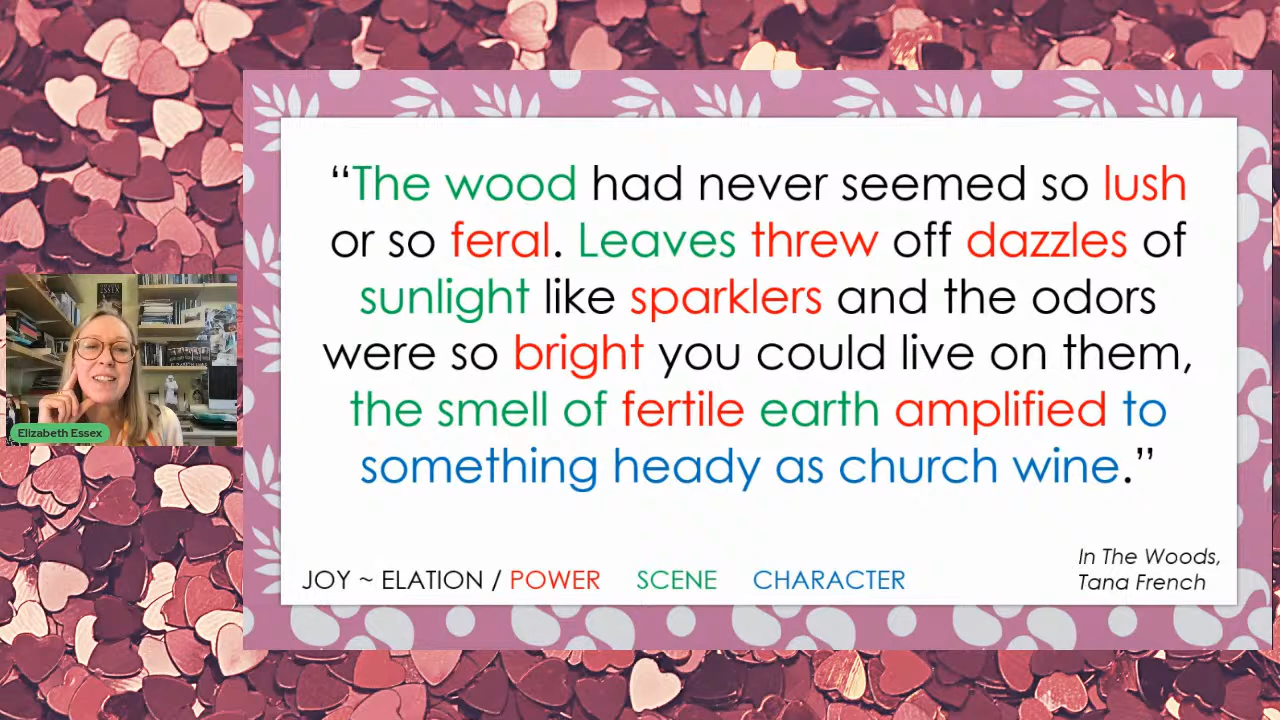 “The wood had never seemed so lush
or so feral. Leaves threw off dazzles of
sunlight like sparklers and the odors
were so bright you could live on them,
the smell of fertile earth amplified to
something heady as church wine.”
In The Woods,
JOY ~ ELATION / POWER SCENE CHARACTER
Tana French
Elizabeth Essex